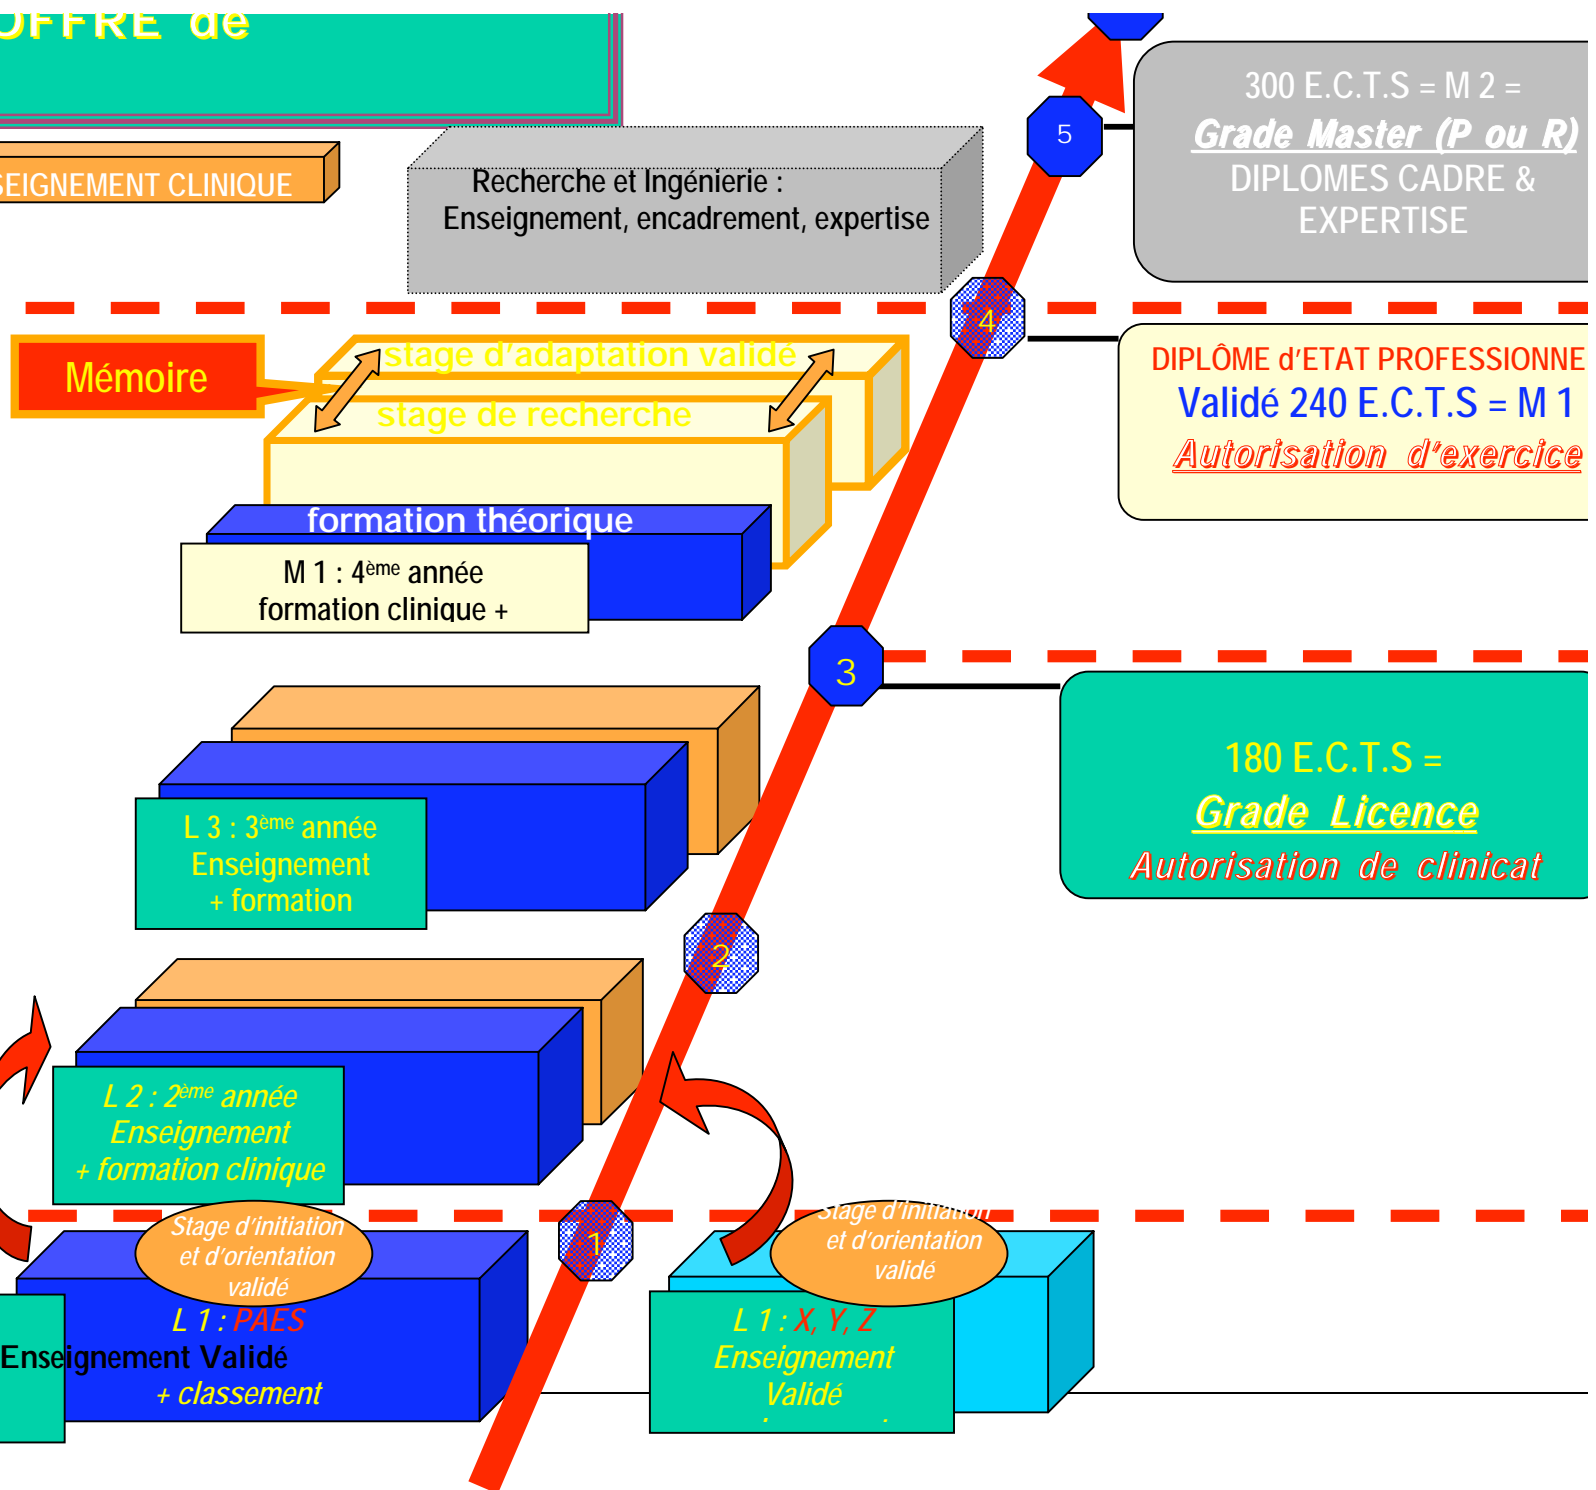 OFFRE de
SEIGNEMENT CLINIQUE
Recherche et Ingénierie :
Enseignement, encadrement, expertise
5
300 E.C.T.S = M 2 =
Grade Master (P ou R)
DIPLOMES CADRE &
EXPERTISE
4
Mémoire
stage d'adaptation validé
stage de recherche
formation théorique
M 1 : 4ème année
formation clinique +
DIPLÔME d'ETAT PROFESSIONNE
Validé 240 E.C.T.S = M 1
Autorisation d'exercice
3
180 E.C.T.S =
Grade Licence
Autorisation de clinicat
L 3 : 3ème année
Enseignement
+ formation
2
L 2 : 2ème année
Enseignement
+ formation clinique
1
Stage d'initiation
et d'orientation
validé
L 1 : PAES
Enseignement Validé
+ classement
Stage d'initiation
et d'orientation
validé
L 1 : X, Y, Z
Enseignement
Validé